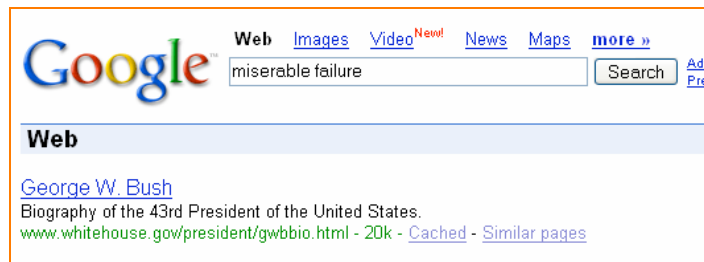 Google™ Web Images Video New! News Maps more »
miserable failure Search
Web
George W. Bush
Biography of the 43rd President of the United States.
www.whitehouse.gov/president/gwbbio.html - 20k - Cached - Similar pages